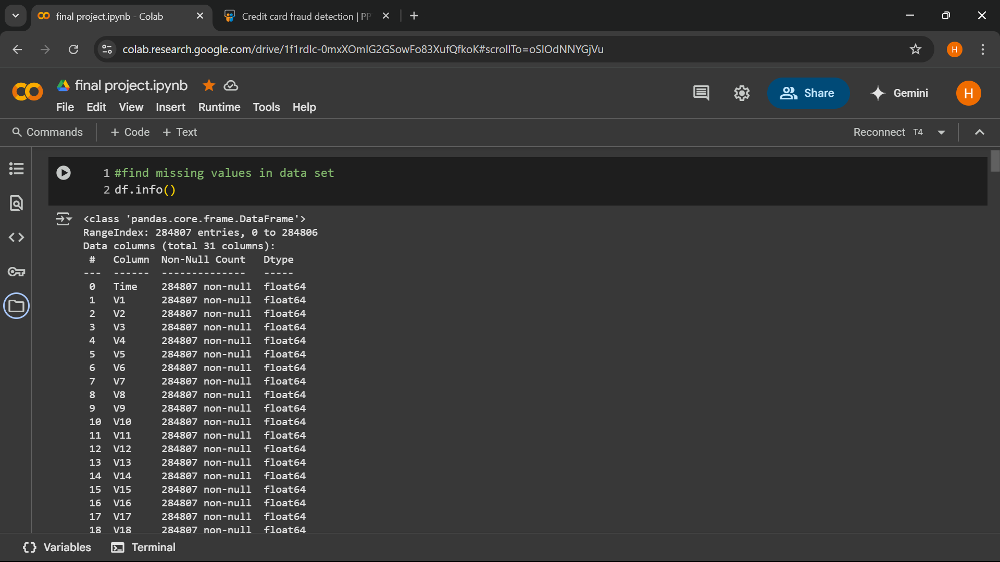 final project.ipynb - Colab
Credit card fraud detection | PP
colab.research.google.com/drive/1f1rdlc-0mxXOmIG2GSowFo83XufQfkoK#scrollTo=oSIOdNNYGjVu
H
final project.ipynb
File Edit View Insert Runtime Tools Help
Share
Gemini
H
Commands + Code + Text
Reconnect T4
1 #find missing values in data set
2 df.info()
<class 'pandas.core.frame.DataFrame'>
RangeIndex: 284807 entries, 0 to 284806
Data columns (total 31 columns):
# Column Non-Null Count Dtype
--- ------ -------------- -----
0 Time 284807 non-null float64
1 V1 284807 non-null float64
2 V2 284807 non-null float64
3 V3 284807 non-null float64
4 V4 284807 non-null float64
5 V5 284807 non-null float64
6 V6 284807 non-null float64
7 V7 284807 non-null float64
8 V8 284807 non-null float64
9 V9 284807 non-null float64
10 V10 284807 non-null float64
11 V11 284807 non-null float64
12 V12 284807 non-null float64
13 V13 284807 non-null float64
14 V14 284807 non-null float64
15 V15 284807 non-null float64
16 V16 284807 non-null float64
17 V17 284807 non-null float64
18 V18 284807 non-null float64
Variables Terminal